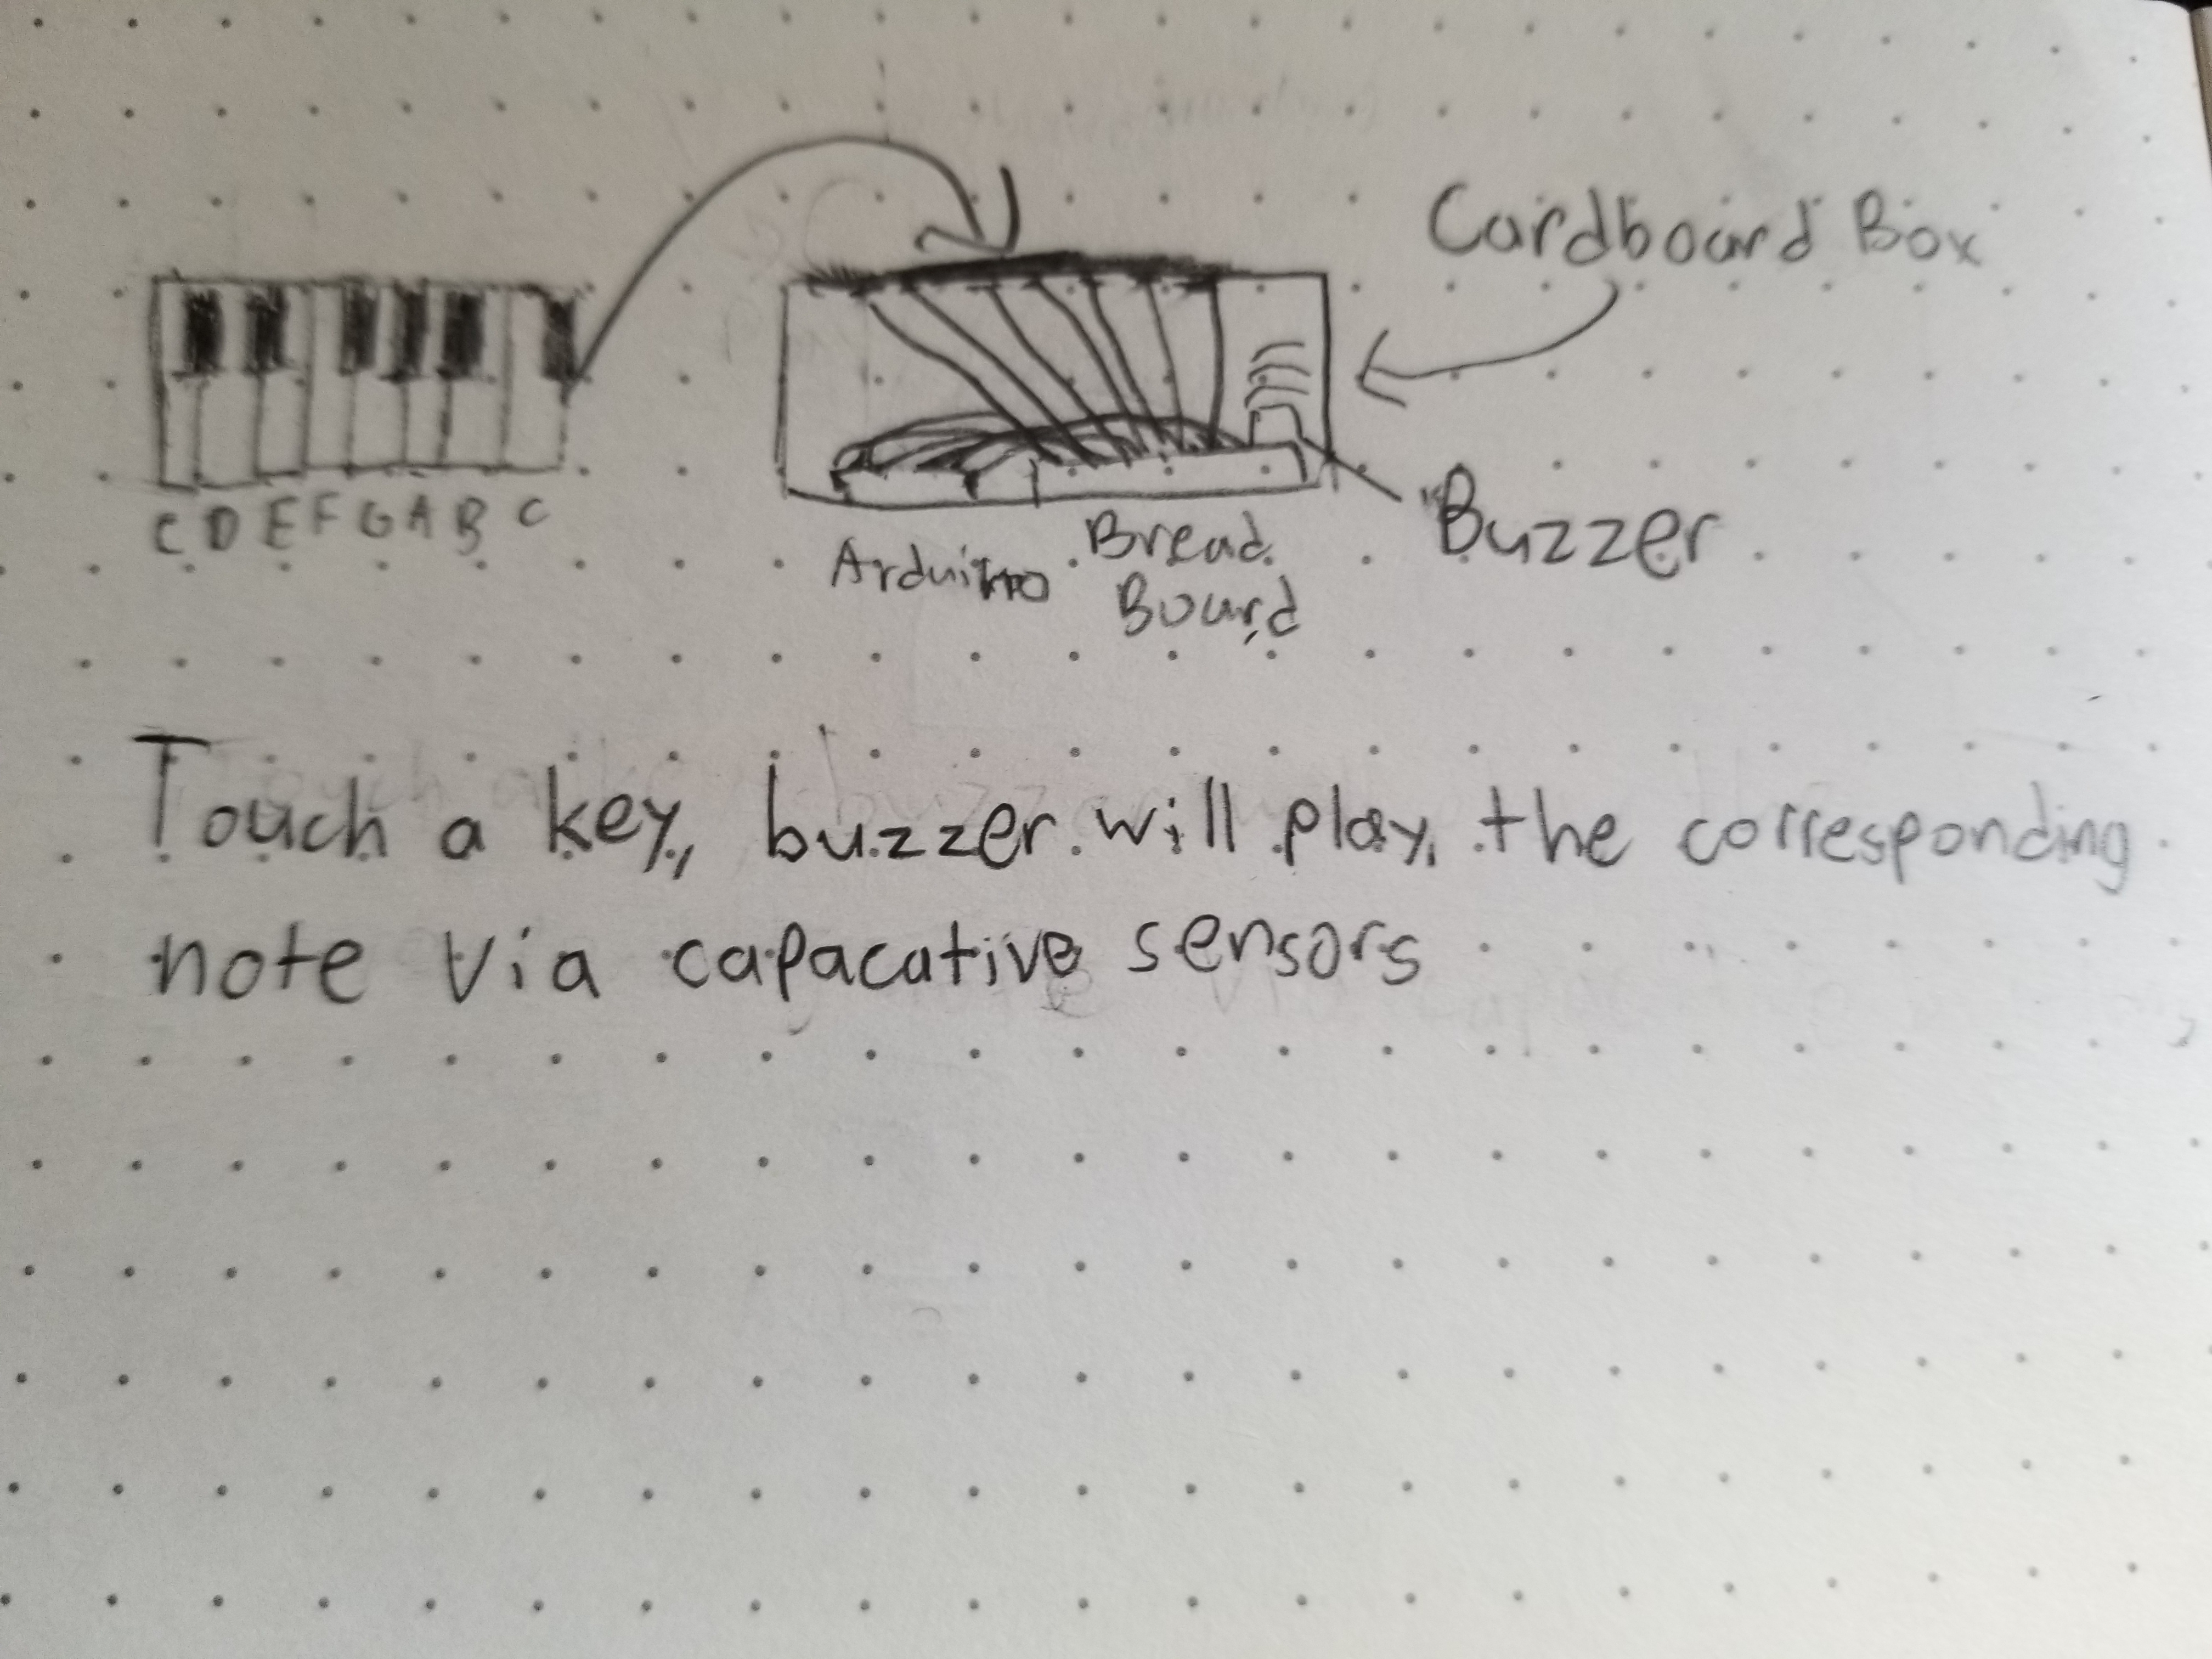 Cardboard Box
C D E F G A B C
Arduino
Bread
Board
Buzzer
Touch a key, buzzer will play the corresponding
note via capacative sensors